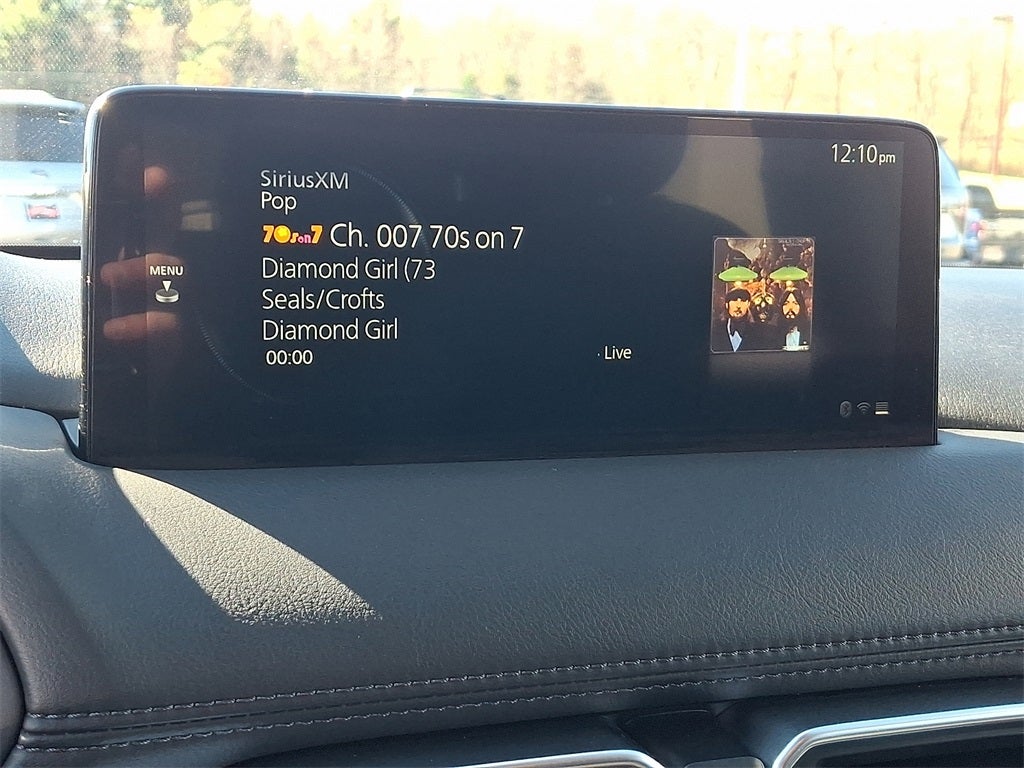 12:10pm
SiriusXM
Pop
70s on 7 Ch. 007 70s on 7
MENU
Diamond Girl (73
Seals/Crofts
Diamond Girl
00:00
Live